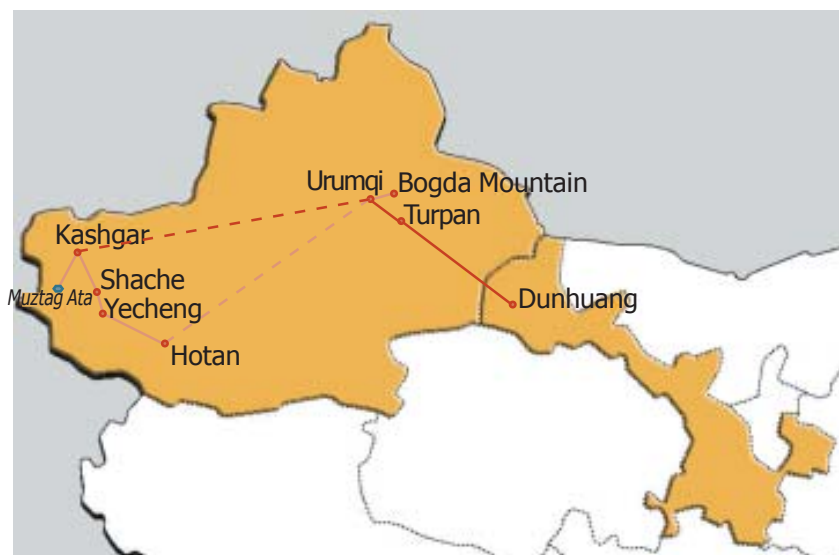 Urumqi
Bogda Mountain
Turpan
Kashgar
Shache
Muztag Ata
Yecheng
Dunhuang
Hotan